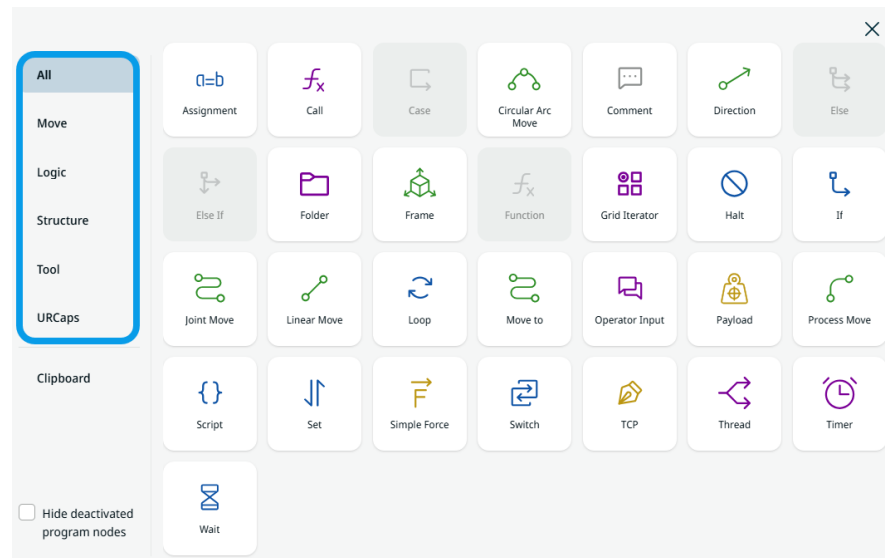 All
Move
Logic
Structure
Tool
URCaps
Clipboard
Hide deactivated
program nodes
a=b
Assignment
fx
Call
Case
Circular Arc
Move
Comment
Direction
Else
Else If
Folder
Frame
fx
Function
Grid Iterator
Halt
If
Joint Move
Linear Move
Loop
Move to
Operator Input
Payload
Process Move
{}
Script
Set
F
Simple Force
Switch
TCP
Thread
Timer
Wait